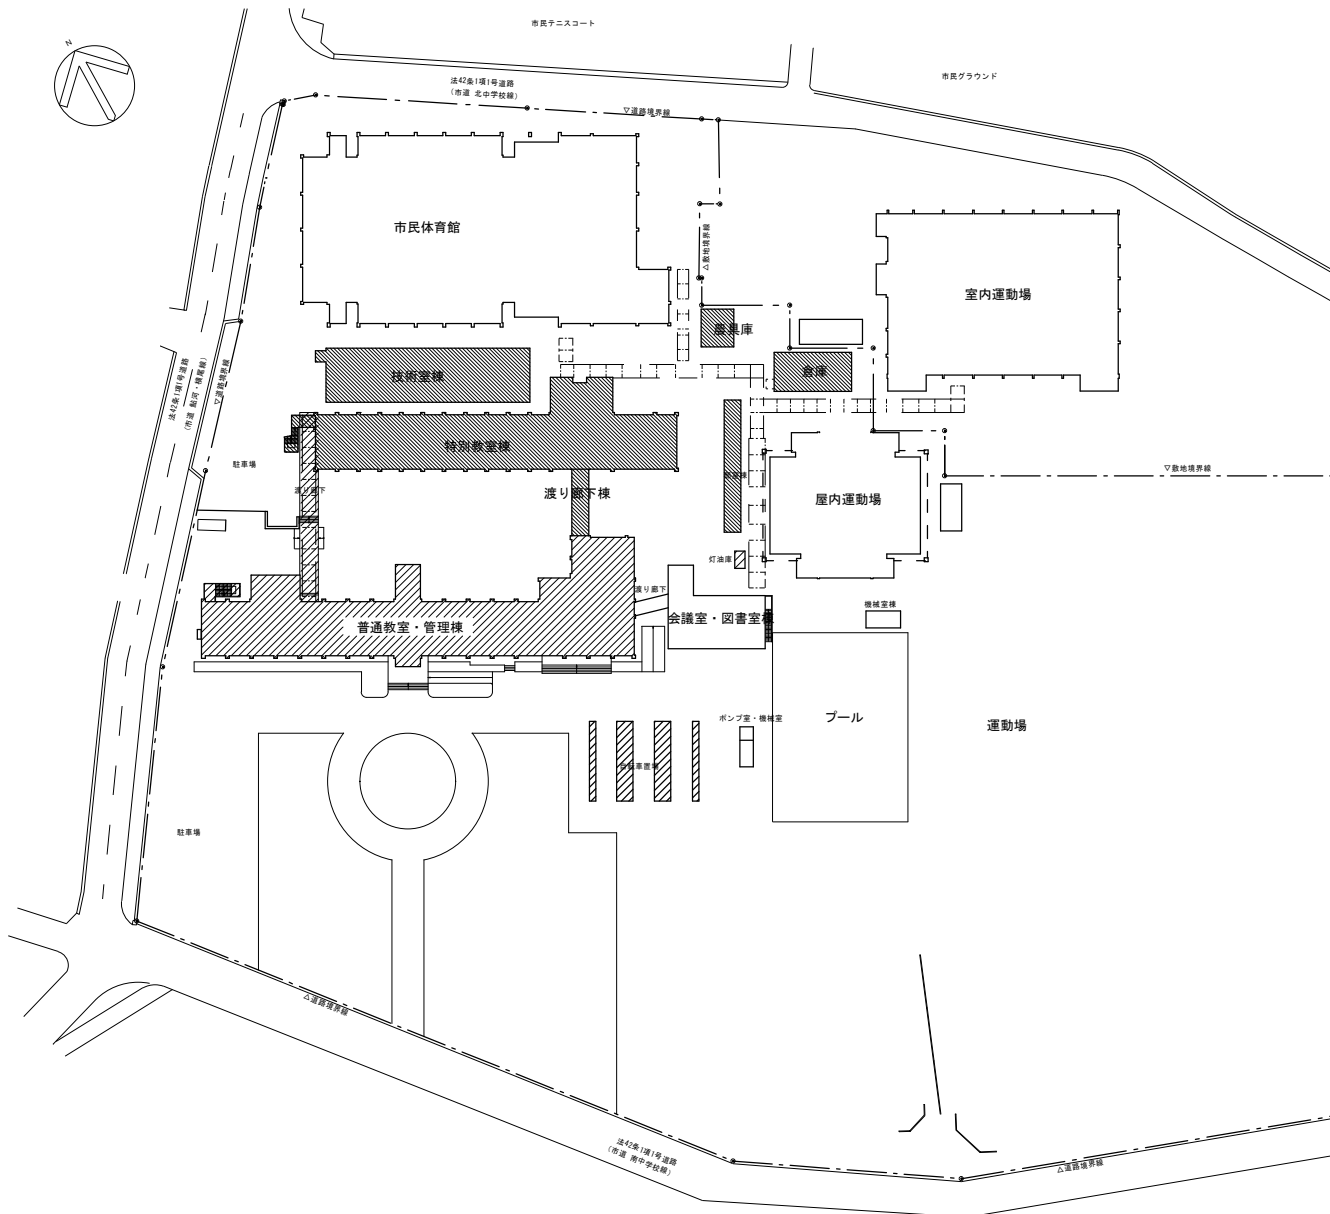 市民テニスコート
N
市民グラウンド
法42条1項1号道路
(市道 北中学校線)
▽道路境界線
市民体育館
△敷地境界線
室内運動場
農具庫
法42条1項1号道路
▽道路境界線
技術室棟
倉庫
特別教室棟
駐車場
▽敷地境界線
渡り廊下
渡り廊下棟
屋内運動場
灯油庫
渡り廊下
機械室棟
会議室・図書室棟
普通教室・管理棟
ポンプ室・機械室
プール
運動場
自転車置場
駐車場
△道路境界線
法42条1項1号道路
(市道 南中学校線)
△道路境界線